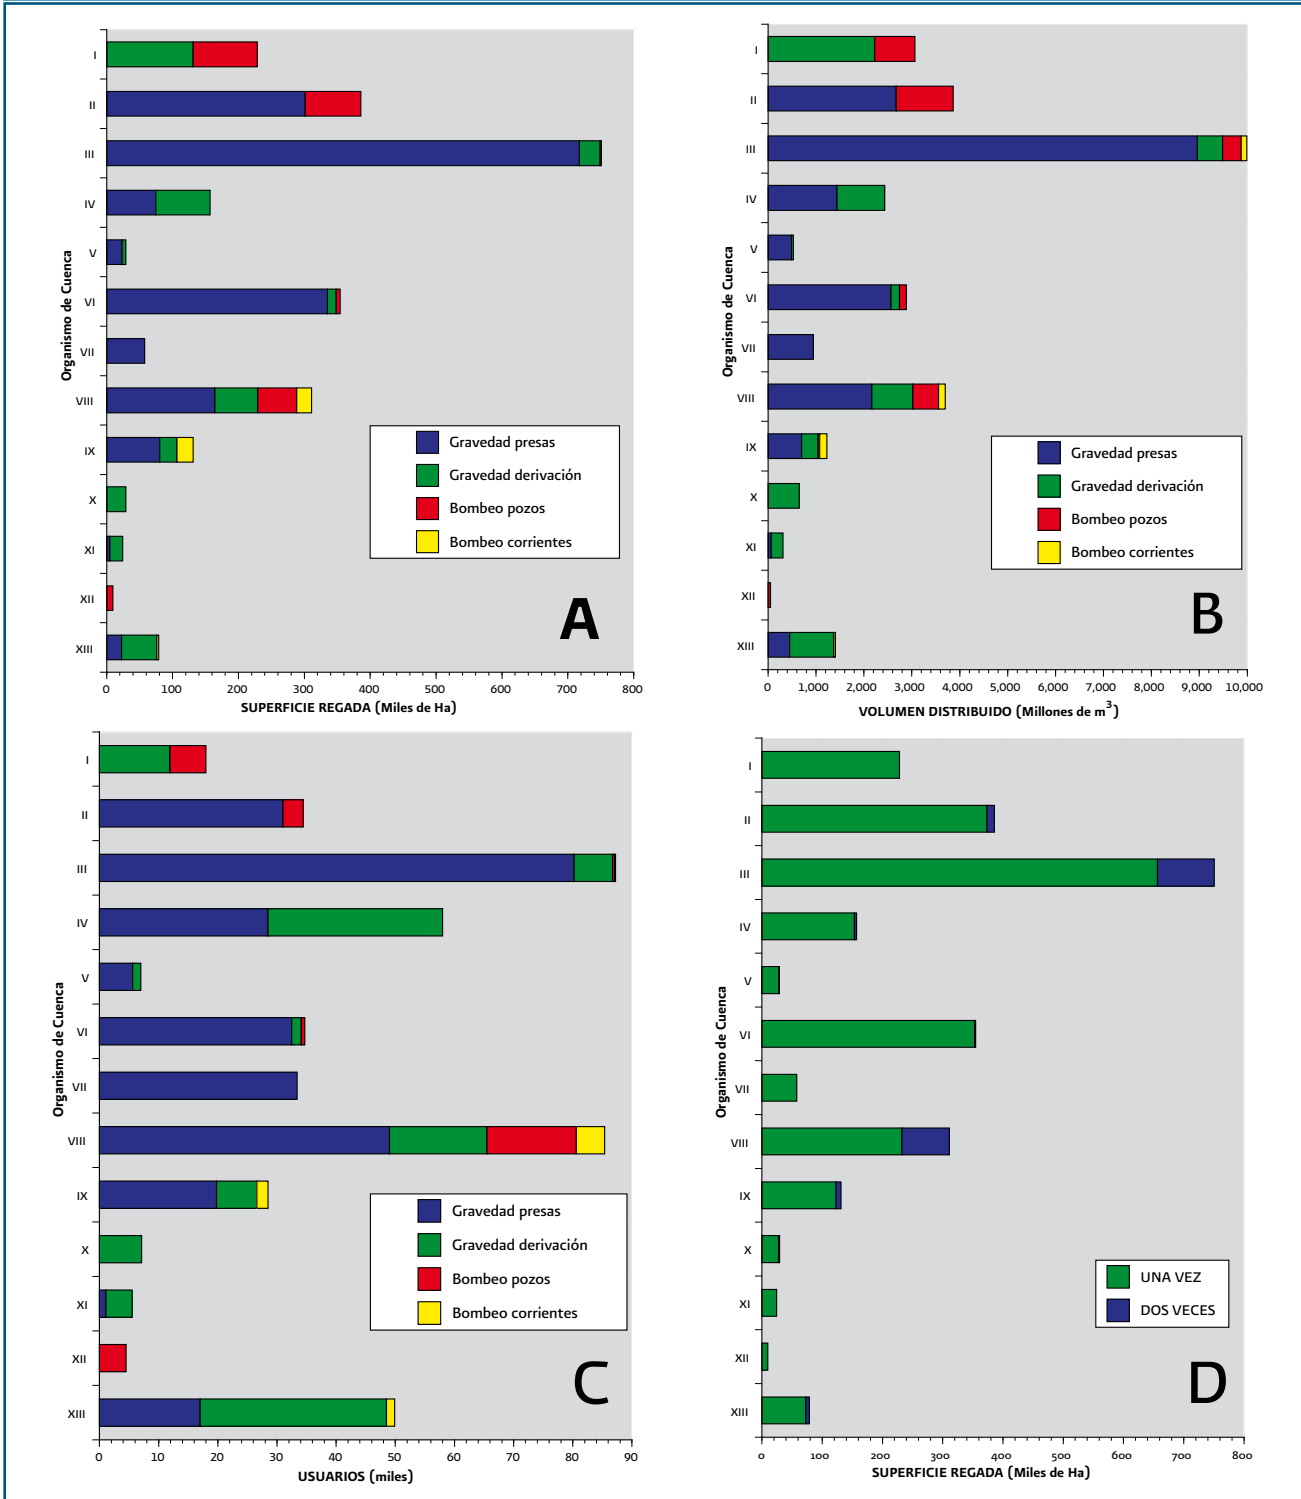 I
II
III
IV
V
VI
VII
VIII
IX
X
XI
XII
XIII
Organismo de Cuenca
Gravedad presas
Gravedad derivación
Bombeo pozos
Bombeo corrientes
A
0 100 200 300 400 500 600 700 800
SUPERFICIE REGADA (Miles de Ha)
I
II
III
IV
V
VI
VII
VIII
IX
X
XI
XII
XIII
Organismo de Cuenca
Gravedad presas
Gravedad derivación
Bombeo pozos
Bombeo corrientes
B
0 1,000 2,000 3,000 4,000 5,000 6,000 7,000 8,000 9,000 10,000
VOLUMEN DISTRIBUIDO (Millones de m³)
I
II
III
IV
V
VI
VII
VIII
IX
X
XI
XII
XIII
Organismo de Cuenca
Gravedad presas
Gravedad derivación
Bombeo pozos
Bombeo corrientes
C
0 10 20 30 40 50 60 70 80 90
USUARIOS (miles)
I
II
III
IV
V
VI
VII
VIII
IX
X
XI
XII
XIII
Organismo de Cuenca
UNA VEZ
DOS VECES
D
0 100 200 300 400 500 600 700 800
SUPERFICIE REGADA (Miles de Ha)